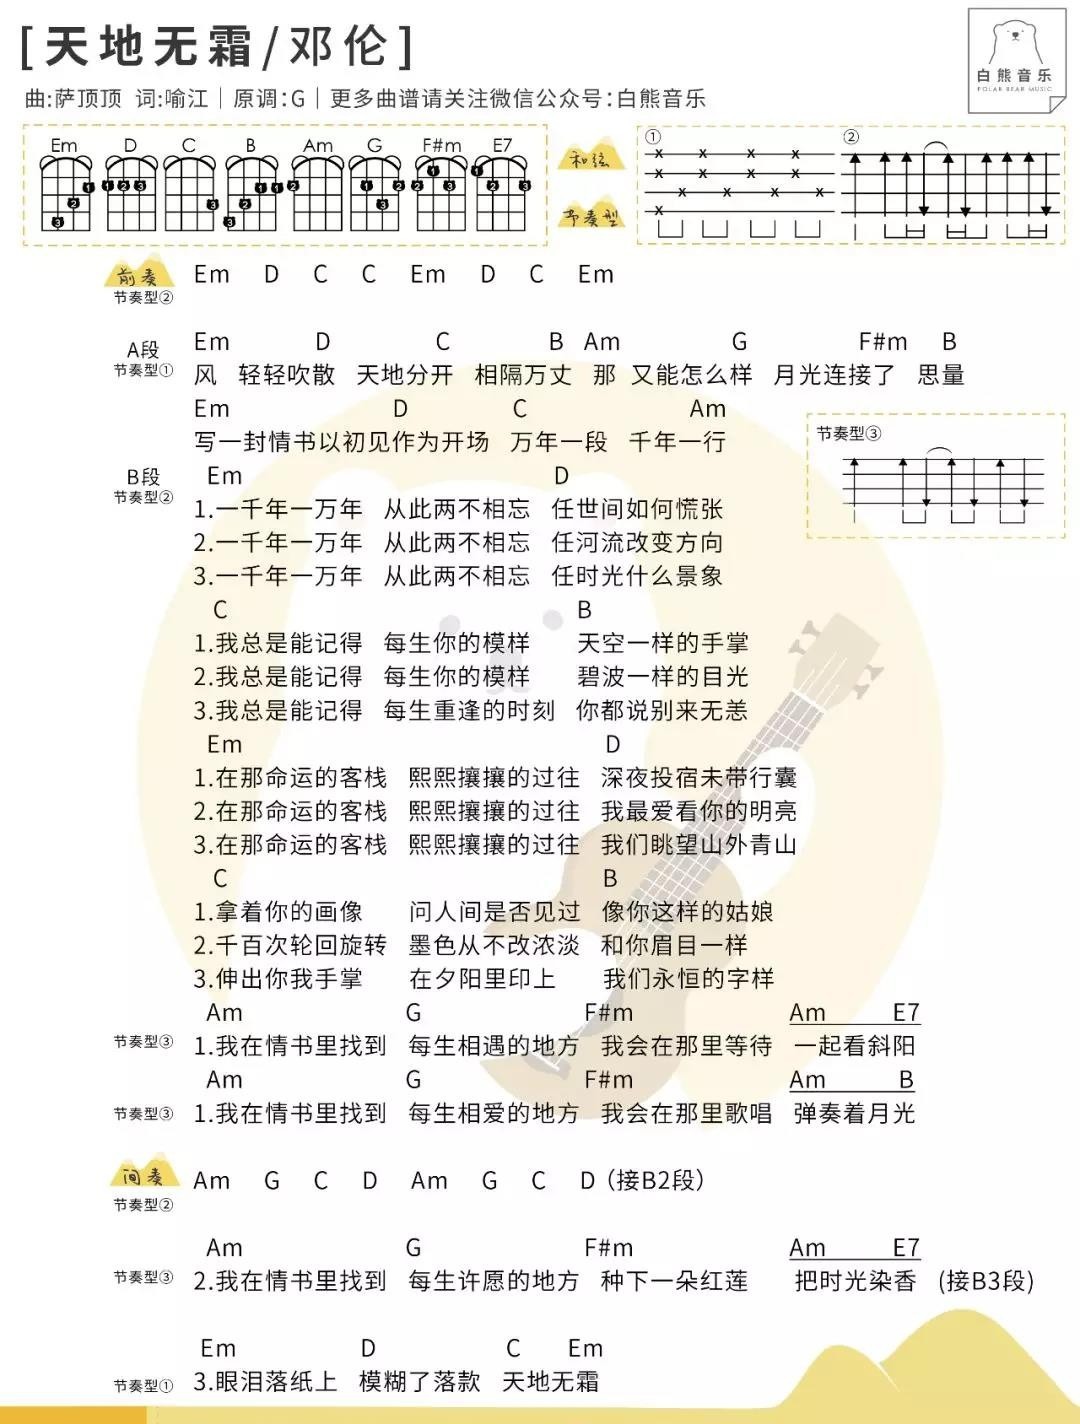 [天地无霜/邓伦]
白熊音乐
POLAR BEAR MUSIC
曲:萨顶顶 词:喻江｜原调:G｜更多曲谱请关注微信公众号:白熊音乐
Em D C B Am G F#m E7
和弦
节奏型
① ②
前奏 Em D C C Em D C Em
节奏型②
A段 Em D C B Am G F#m B
节奏型① 风 轻轻吹散 天地分开 相隔万丈 那 又能怎么样 月光连接了 思量
Em D C Am
写一封情书以初见作为开场 万年一段 千年一行
节奏型③
B段 Em D
节奏型② 1.一千年一万年 从此两不相忘 任世间如何慌张
2.一千年一万年 从此两不相忘 任河流改变方向
3.一千年一万年 从此两不相忘 任时光什么景象
C B
1.我总是能记得 每生你的模样 天空一样的手掌
2.我总是能记得 每生你的模样 碧波一样的目光
3.我总是能记得 每生重逢的时刻 你都说别来无恙
Em D
1.在那命运的客栈 熙熙攘攘的过往 深夜投宿未带行囊
2.在那命运的客栈 熙熙攘攘的过往 我最爱看你的明亮
3.在那命运的客栈 熙熙攘攘的过往 我们眺望山外青山
C B
1.拿着你的画像 问人间是否见过 像你这样的姑娘
2.千百次轮回旋转 墨色从不改浓淡 和你眉目一样
3.伸出你我手掌 在夕阳里印上 我们永恒的字样
Am G F#m Am E7
节奏型③ 1.我在情书里找到 每生相遇的地方 我会在那里等待 一起看斜阳
Am G F#m Am B
节奏型③ 1.我在情书里找到 每生相爱的地方 我会在那里歌唱 弹奏着月光
间奏 Am G C D Am G C D (接B2段)
节奏型②
Am G F#m Am E7
节奏型③ 2.我在情书里找到 每生许愿的地方 种下一朵红莲 把时光染香 (接B3段)
Em D C Em
节奏型① 3.眼泪落纸上 模糊了落款 天地无霜